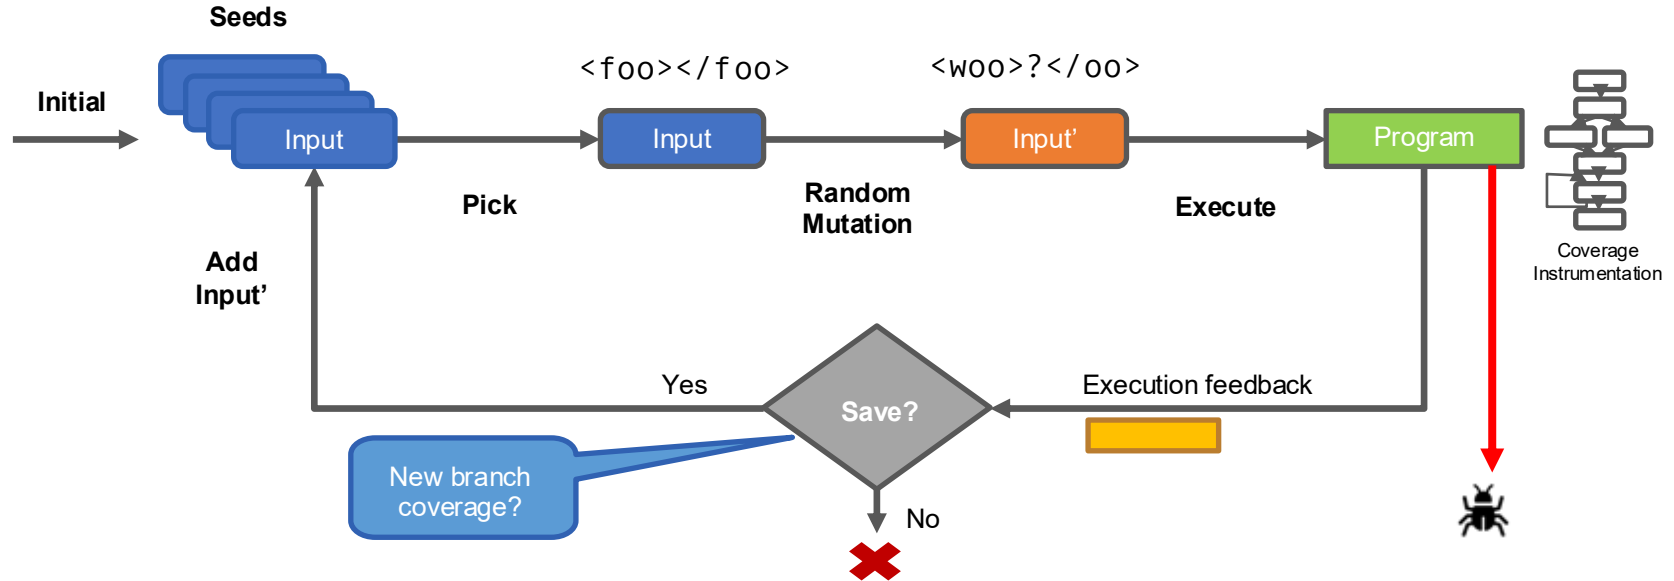 Seeds
<foo></foo>
<woo>?</oo>
Initial
Input
Input
Input’
Program
Pick
Random
Mutation
Execute
Coverage
Instrumentation
Add
Input’
Yes
Save?
Execution feedback
New branch
coverage?
No